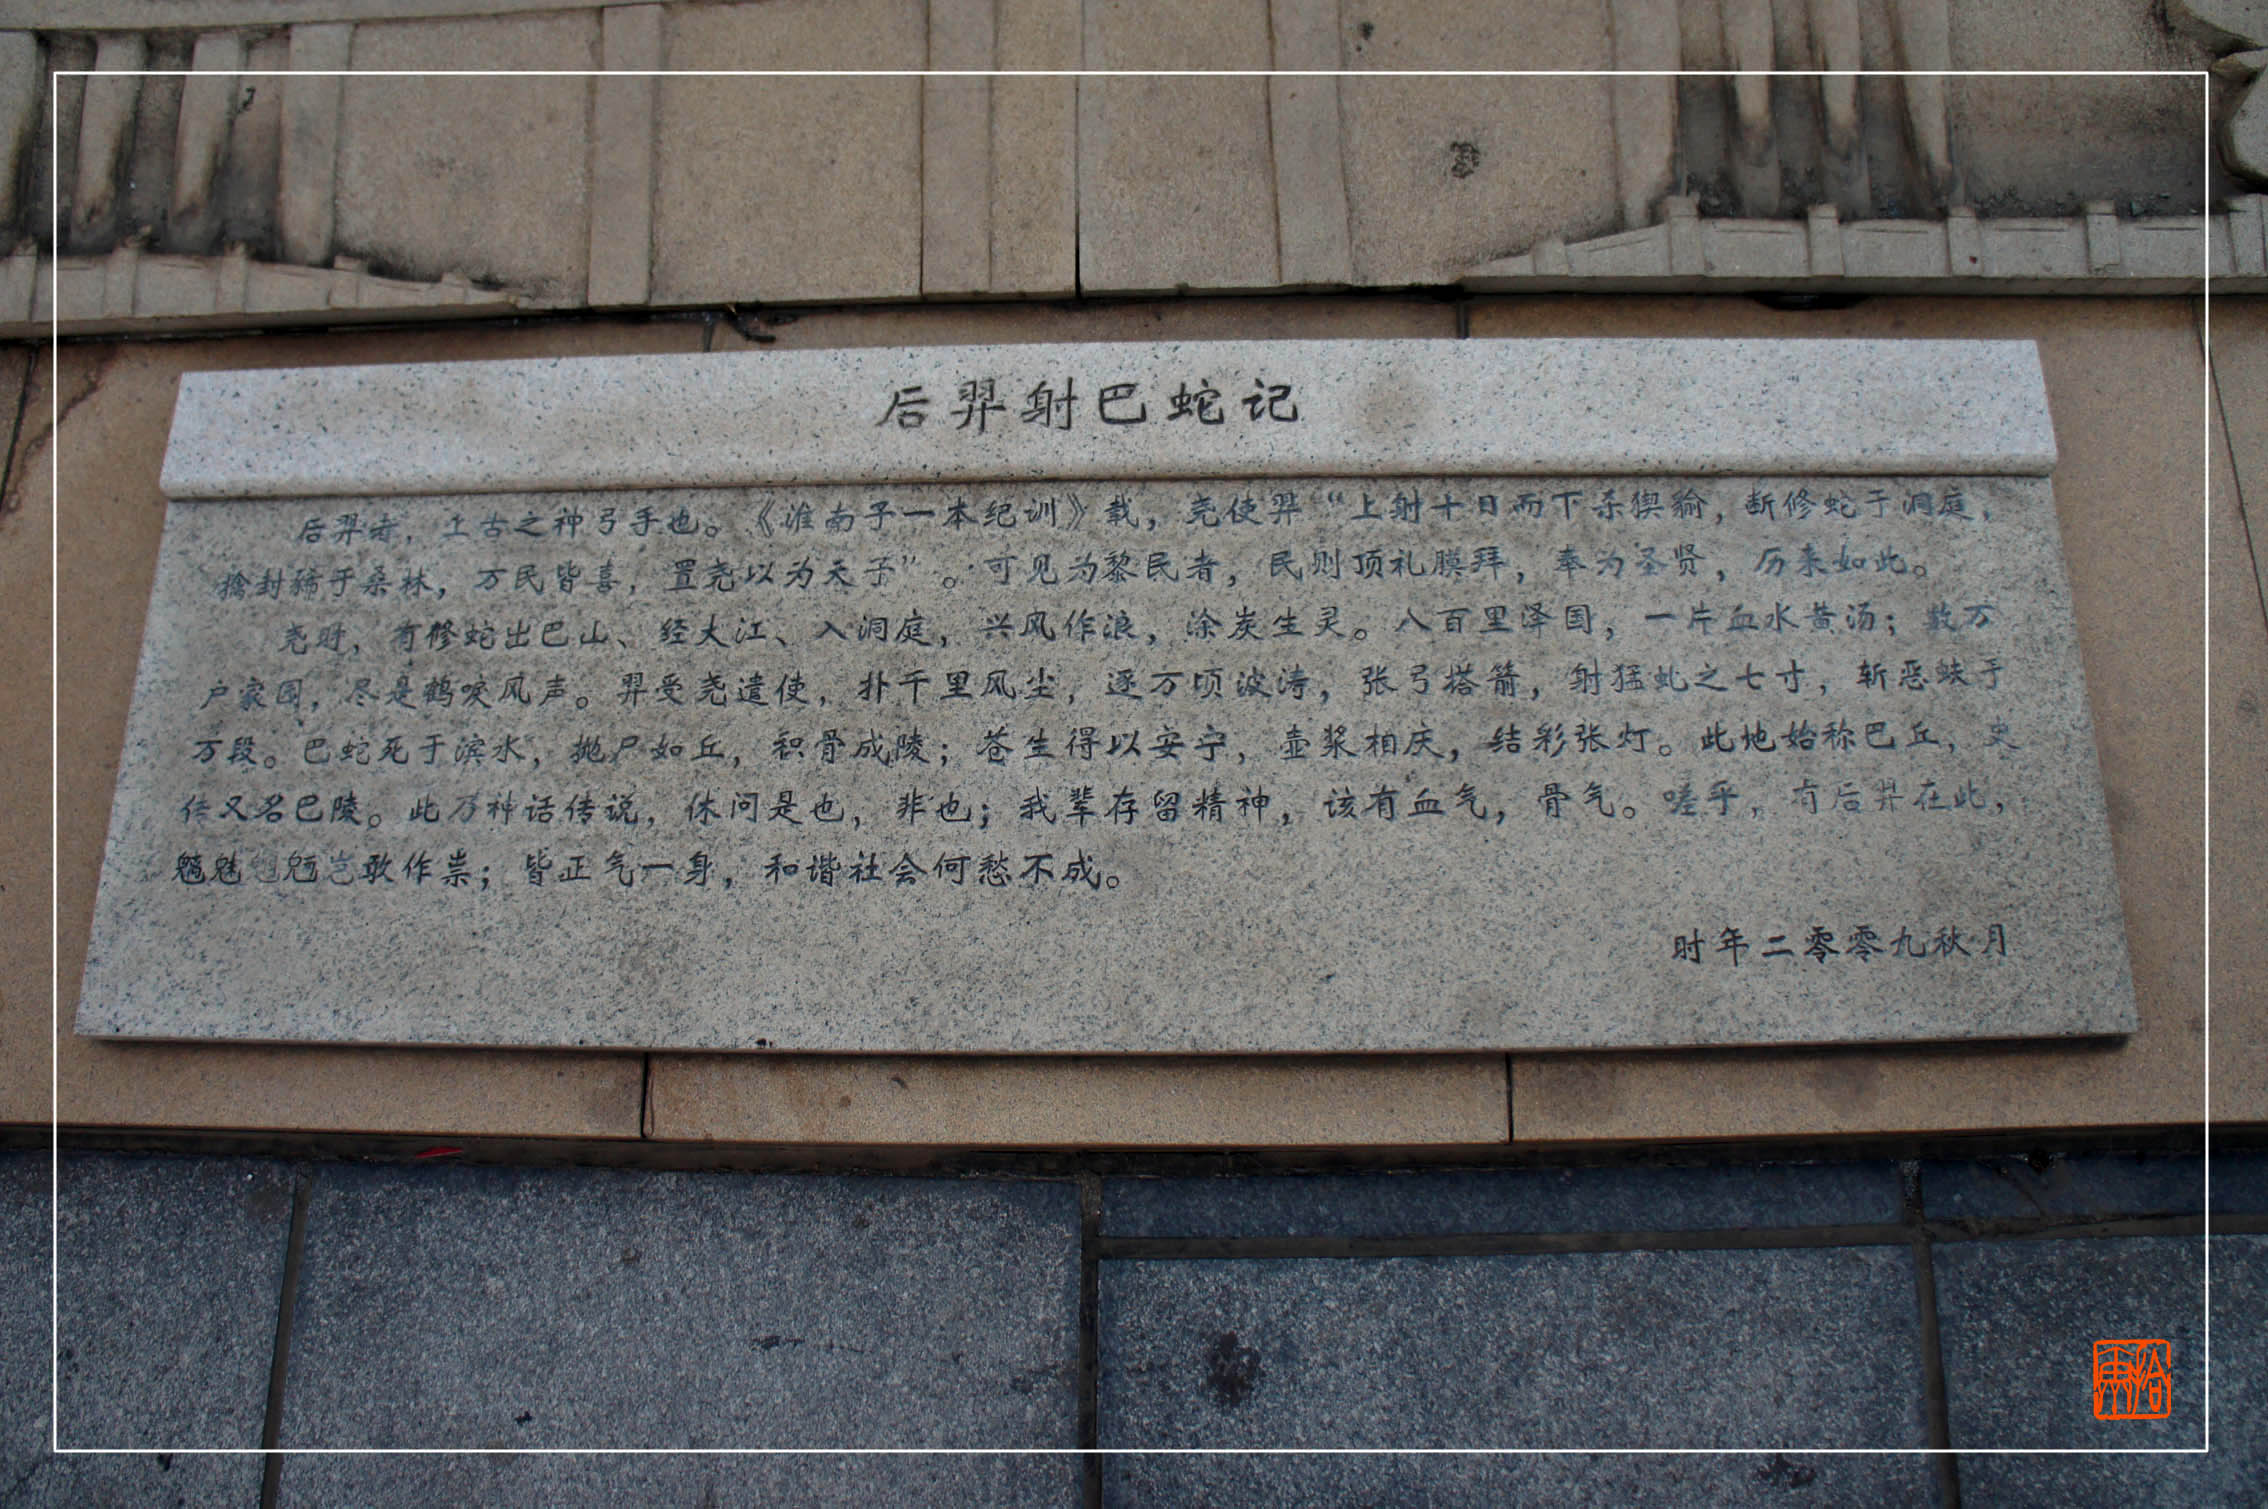 后羿射巴蛇记
后羿者，上古之神弓手也。《淮南子一本纪训》载，尧使羿“上射十日而下杀猰貐，断修蛇于洞庭，
擒封豨于桑林，万民皆喜，置尧以为天子”。可见为黎民者，民则顶礼膜拜，奉为圣贤，历来如此。
尧时，有修蛇出巴山、经大江、入洞庭，兴风作浪，涂炭生灵。八百里泽国，一片血水黄汤；数万
户家园，尽是鹤唳风声。羿受尧遣使，扑千里风尘，逐万顷波涛，张弓搭箭，射猛虬之七寸，斩恶蚨于
万段。巴蛇死于滨水，抛尸如丘，积骨成陵；苍生得以安宁，壶浆相庆，结彩张灯。此地始称巴丘，史
传又名巴陵。此乃神话传说，休问是也，非也；我辈存留精神，该有血气，骨气。嗟乎，有后羿在此，
魑魅魍魉岂敢作祟；皆正气一身，和谐社会何愁不成。
时年二零零九秋月